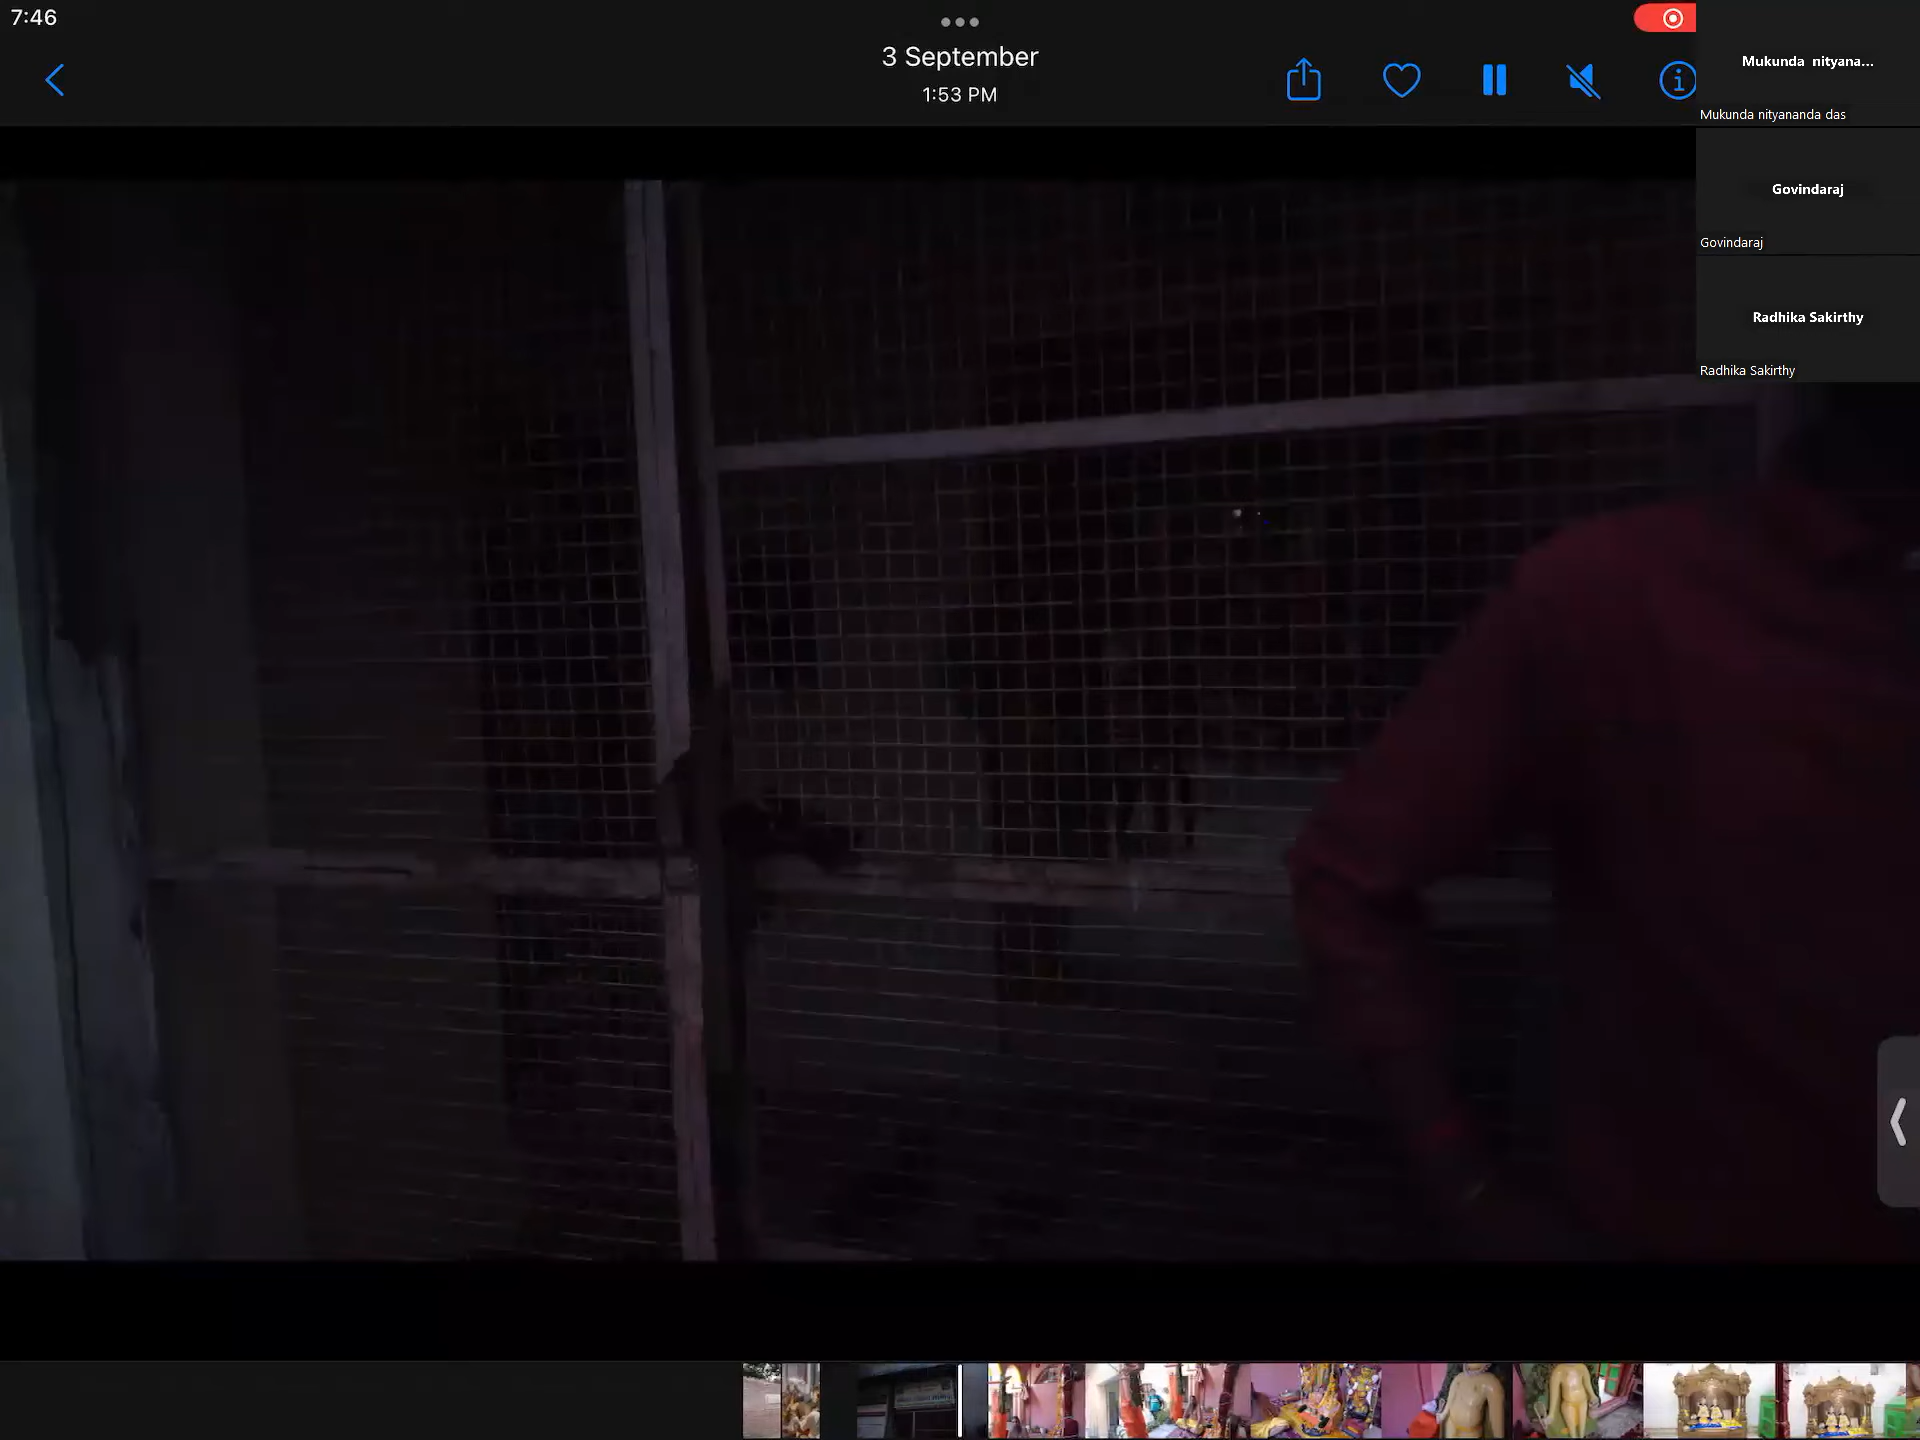 7:46
3 September
1:53 PM
Mukunda nityana...
Mukunda nityananda das
Govindaraj
Govindaraj
Radhika Sakirthy
Radhika Sakirthy